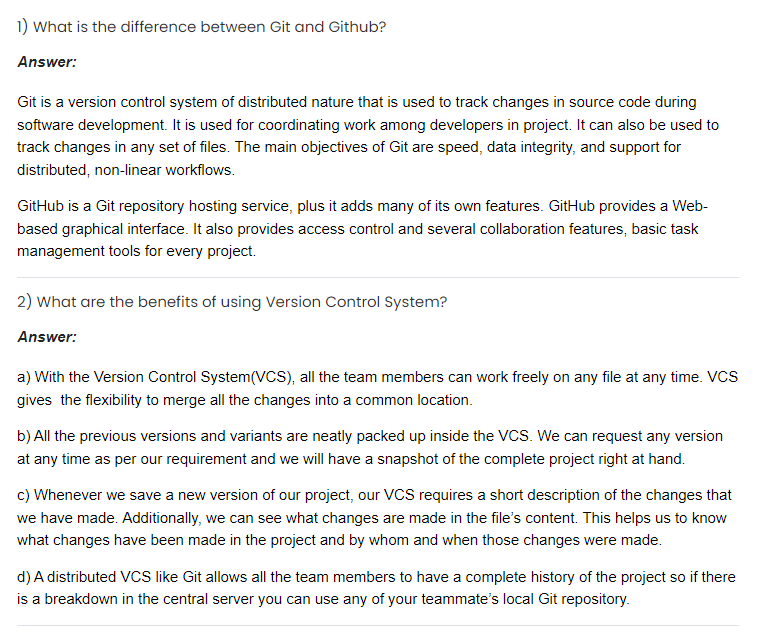 1) What is the difference between Git and Github?
Answer:
Git is a version control system of distributed nature that is used to track changes in source code during
software development. It is used for coordinating work among developers in project. It can also be used to
track changes in any set of files. The main objectives of Git are speed, data integrity, and support for
distributed, non-linear workflows.
GitHub is a Git repository hosting service, plus it adds many of its own features. GitHub provides a Web-
based graphical interface. It also provides access control and several collaboration features, basic task
management tools for every project.
2) What are the benefits of using Version Control System?
Answer:
a) With the Version Control System(VCS), all the team members can work freely on any file at any time. VCS
gives  the flexibility to merge all the changes into a common location.
b) All the previous versions and variants are neatly packed up inside the VCS. We can request any version
at any time as per our requirement and we will have a snapshot of the complete project right at hand.
c) Whenever we save a new version of our project, our VCS requires a short description of the changes that
we have made. Additionally, we can see what changes are made in the file’s content. This helps us to know
what changes have been made in the project and by whom and when those changes were made.
d) A distributed VCS like Git allows all the team members to have a complete history of the project so if there
is a breakdown in the central server you can use any of your teammate’s local Git repository.